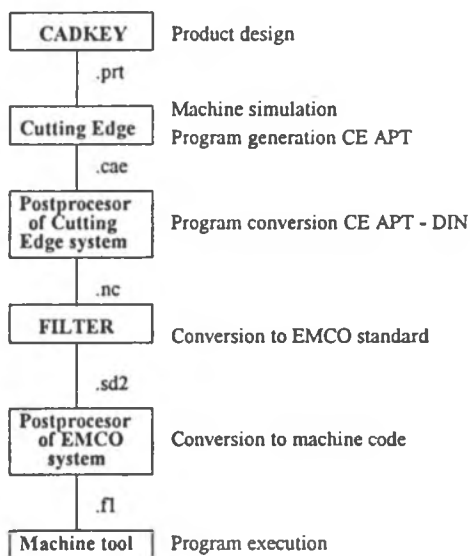 CADKEY Product design
.prt
Machine simulation
Cutting Edge Program generation CE APT
.cae
Postprocesor
of Cutting Program conversion CE APT - DIN
Edge system
.nc
FILTER Conversion to EMCO standard
.sd2
Postprocesor
of EMCO Conversion to machine code
system
.fl
Machine tool Program execution